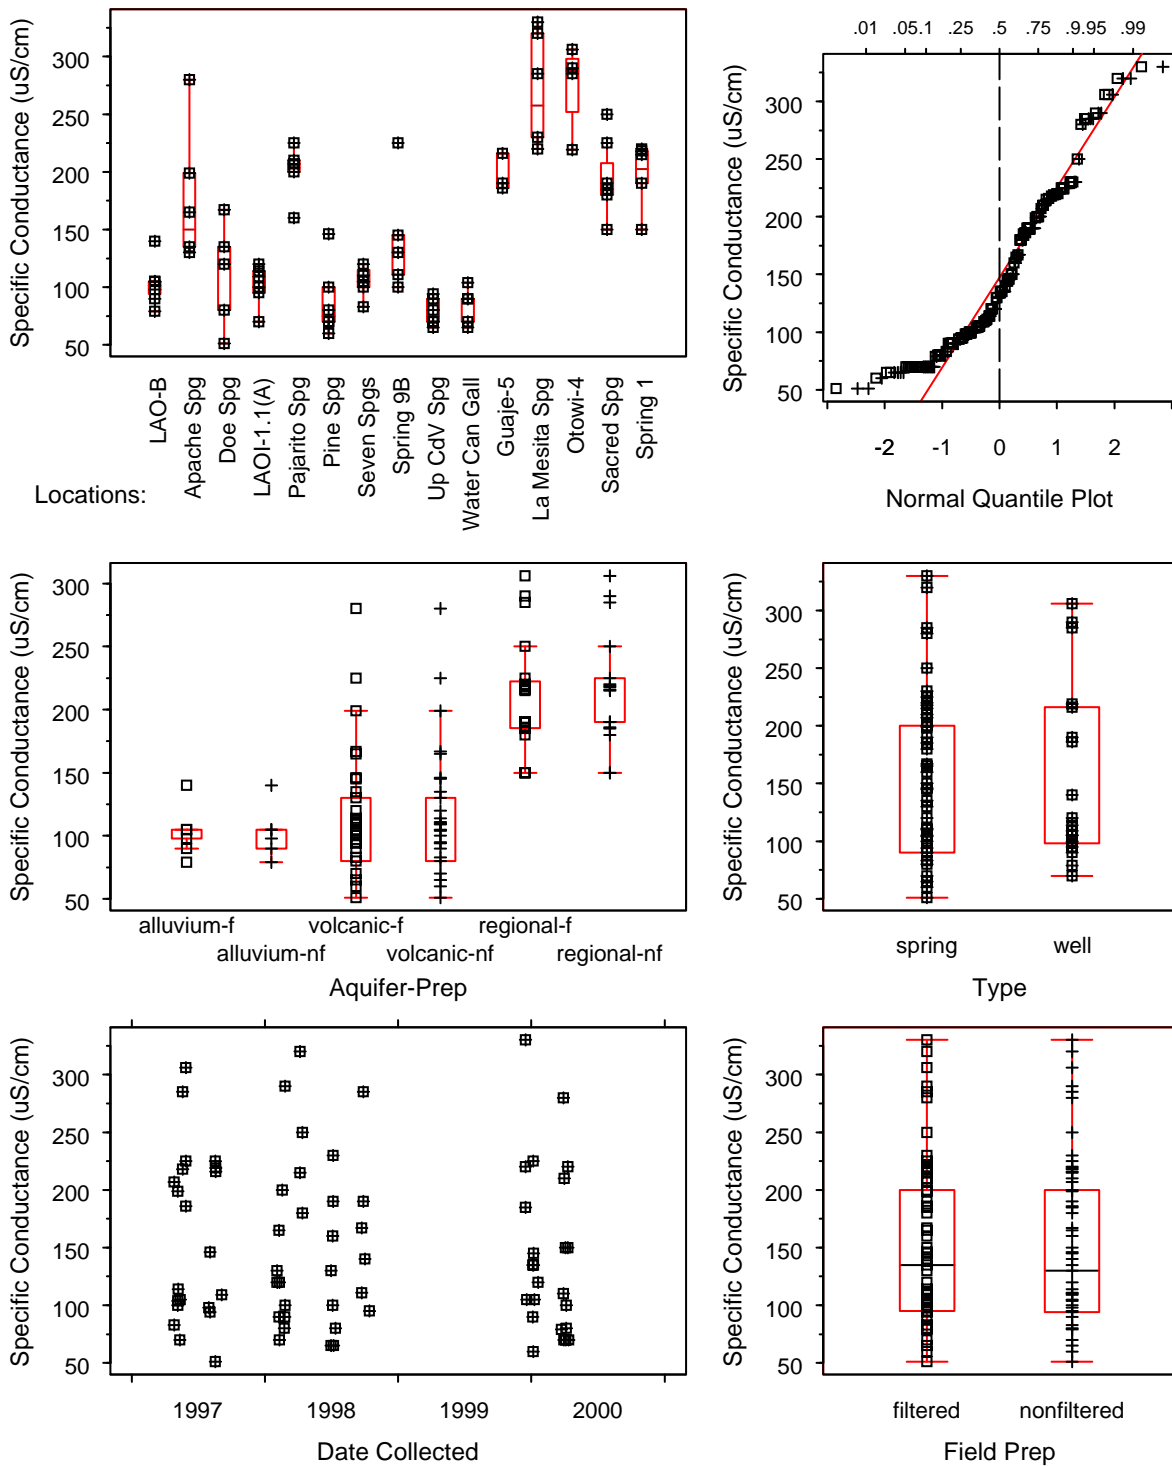 Specific Conductance (uS/cm)
300
250
200
150
100
50
LAO-B
Apache Spg
Doe Spg
LAOI-1.1(A)
Pajarito Spg
Pine Spg
Seven Spgs
Spring 9B
Up CdV Spg
Water Can Gall
Guaje-5
La Mesita Spg
Otowi-4
Sacred Spg
Spring 1
Locations:
.01 .05 .1 .25 .5 .75 .9 .95 .99
Specific Conductance (uS/cm)
300
250
200
150
100
50
-2 -1 0 1 2
Normal Quantile Plot
Specific Conductance (uS/cm)
300
250
200
150
100
50
alluvium-f volcanic-f regional-f
alluvium-nf volcanic-nf regional-nf
Aquifer-Prep
Specific Conductance (uS/cm)
300
250
200
150
100
50
spring well
Type
Specific Conductance (uS/cm)
300
250
200
150
100
50
1997 1998 1999 2000
Date Collected
Specific Conductance (uS/cm)
300
250
200
150
100
50
filtered nonfiltered
Field Prep